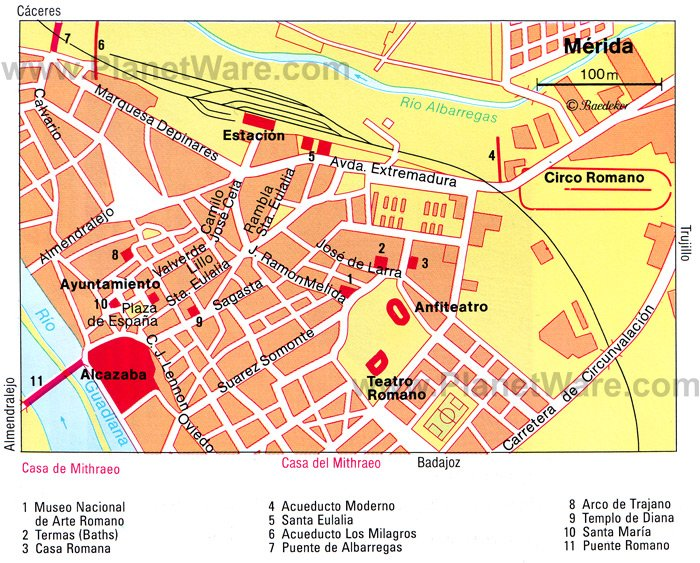 Cáceres
7
6
www.PlanetWare.com
Mérida
100m
© Baedeker
Rio Albarregas
Calvario
Marquesa Depinares
Estación
5
Avda. Extremadura
4
Circo Romano
Camilo
José Cela
Rambla
Sta. Eulalia
Almendralejo
8
Valverde
Lillo
Sta. Eulalia
J. Ramon Melida
José de Larra
2
3
Trujillo
Ayuntamiento
10
Plaza
de España
9
Sagasta
1
Anfiteatro
Rio
Guadiana
C. J. Lennon
Suarez Somonte
Alcazaba
11
Oviedo
Teatro
Romano
www.PlanetWare.com
Carretera de Circunvalación
Almendralejo
Casa de Mithraeo
Casa del Mithraeo
Badajoz
1 Museo Nacional
de Arte Romano
2 Termas (Baths)
3 Casa Romana
4 Acueducto Moderno
5 Santa Eulalia
6 Acueducto Los Milagros
7 Puente de Albarregas
8 Arco de Trajano
9 Templo de Diana
10 Santa María
11 Puente Romano